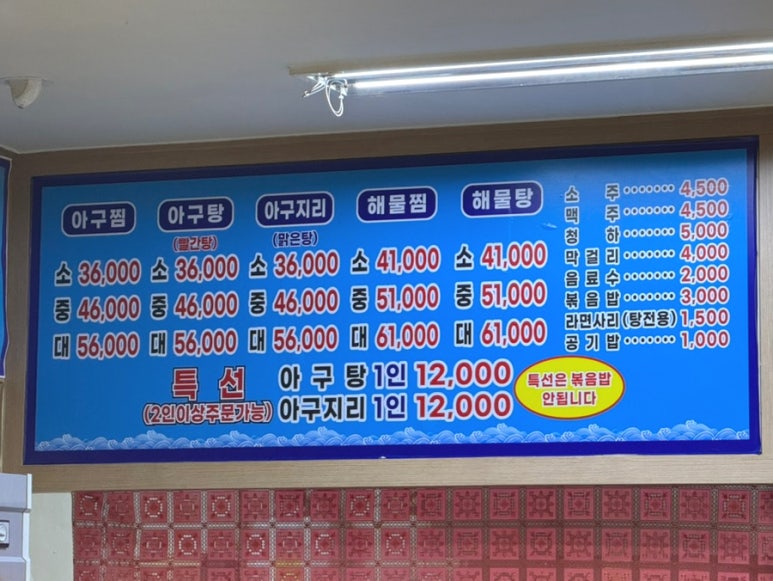 아구찜 아구탕 아구지리 해물찜 해물탕
(빨간탕) (맑은탕)
소 36,000 소 36,000 소 36,000 소 41,000 소 41,000
중 46,000 중 46,000 중 46,000 중 51,000 중 51,000
대 56,000 대 56,000 대 56,000 대 61,000 대 61,000
소 주 ········ 4,500
맥 주 ········ 4,500
청 하 ········ 5,000
막 걸 리 ······ 4,000
음 료 수 ······ 2,000
볶 음 밥 ······ 3,000
라면사리(탕전용) 1,500
공 기 밥 ······ 1,000
특 선 아 구 탕 1인 12,000
(2인이상주문가능) 아구지리 1인 12,000
특선은 볶음밥
안됩니다